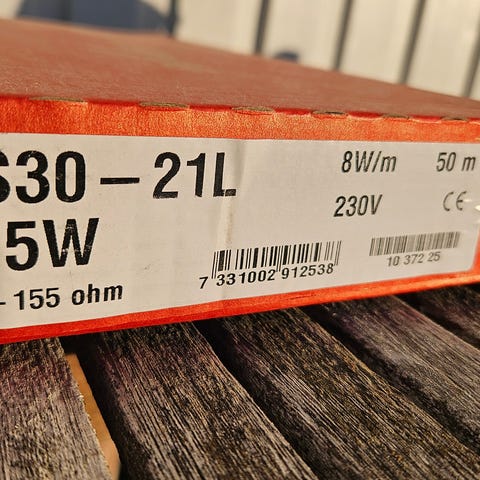 S30 – 21L
8W/m 50 m
230V CE
5W
7 331002 912538
10 372 25
– 155 ohm